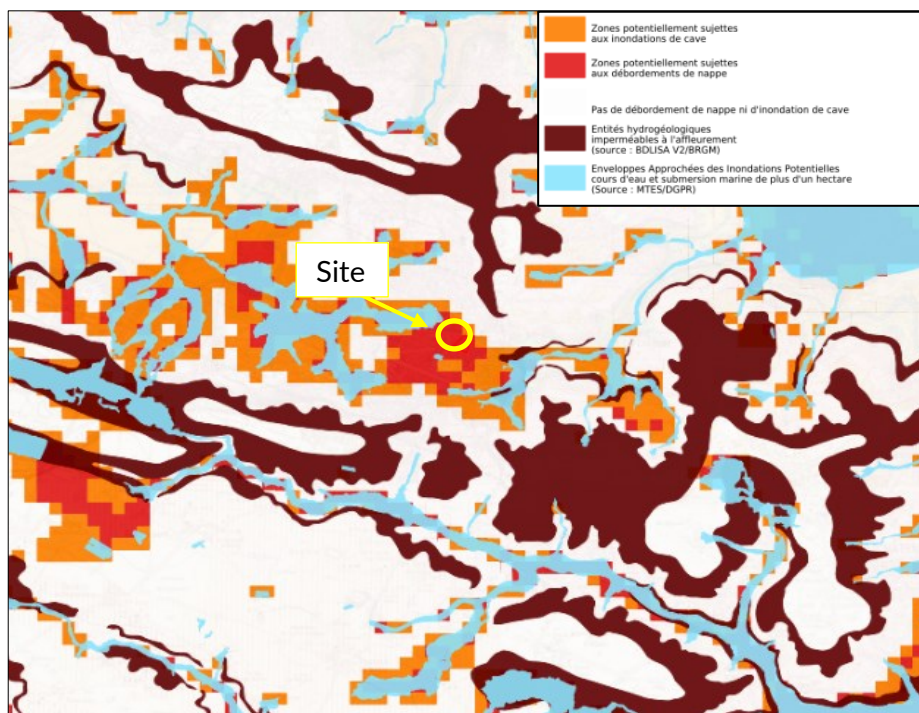 Zones potentiellement sujettes
aux inondations de cave
Zones potentiellement sujettes
aux débordements de nappe
Pas de débordement de nappe ni d'inondation de cave
Entités hydrogéologiques
imperméables à l'affleurement
(source : BDLISA V2/BRGM)
Enveloppes Approchées des Inondations Potentielles
cours d'eau et submersion marine de plus d'un hectare
(Source : MTES/DGPR)
Site